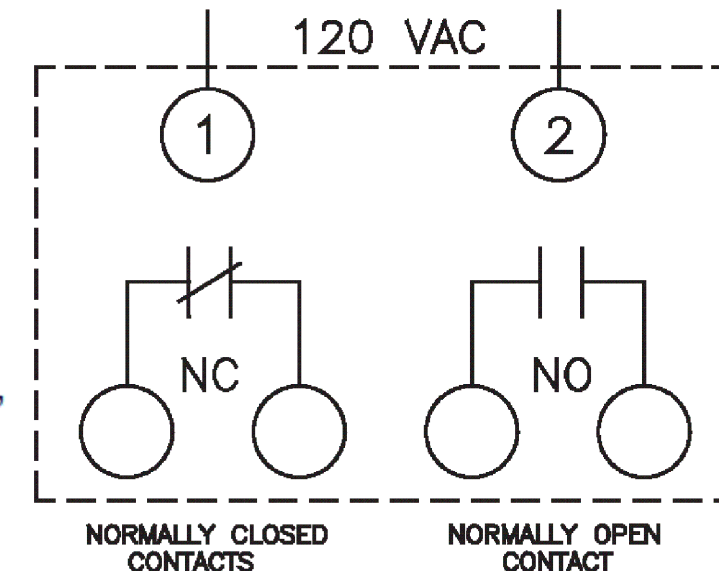 120 VAC
1
2
NC
NO
,
NORMALLY CLOSED
CONTACTS
NORMALLY OPEN
CONTACT